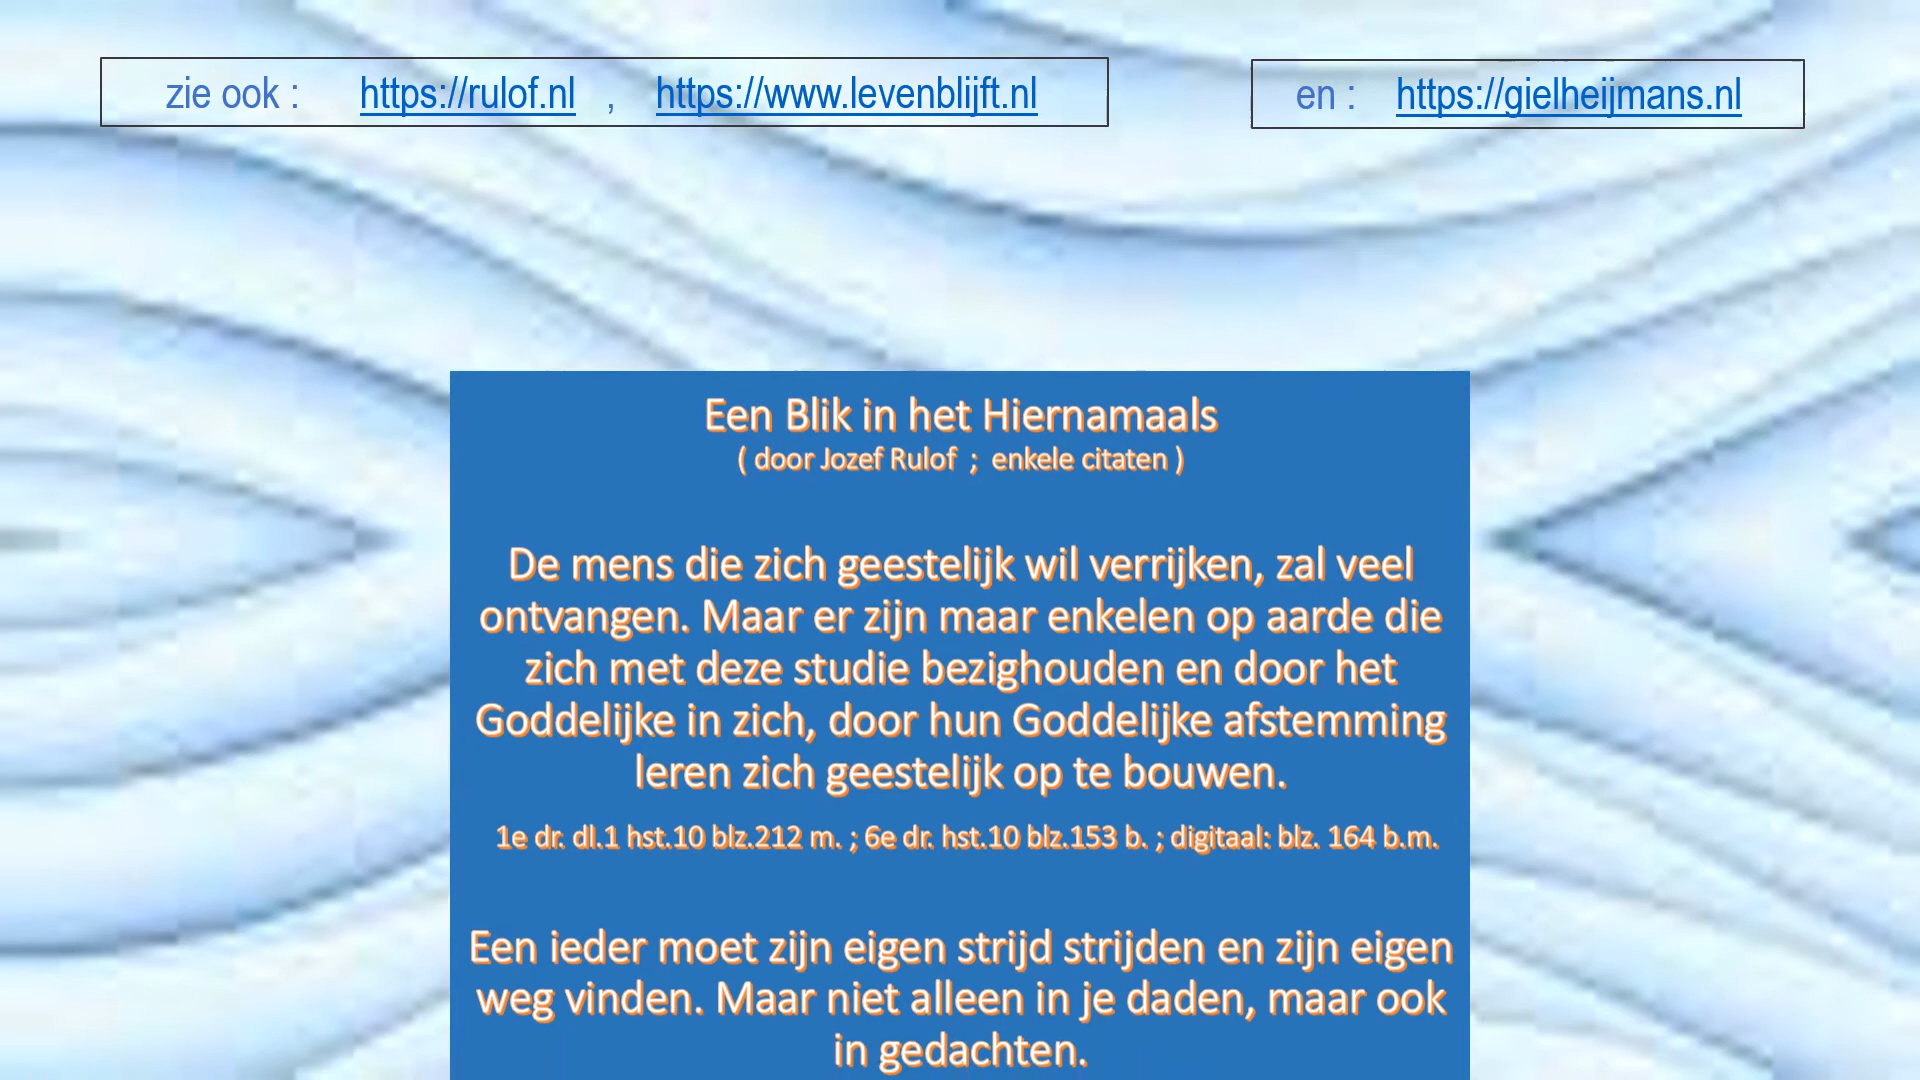 zie ook : https://rulof.nl , https://www.levenblijft.nl
en : https://gielheijmans.nl
Een Blik in het Hiernamaals
( door Jozef Rulof ; enkele citaten )
De mens die zich geestelijk wil verrijken, zal veel
ontvangen. Maar er zijn maar enkelen op aarde die
zich met deze studie bezighouden en door het
Goddelijke in zich, door hun Goddelijke afstemming
leren zich geestelijk op te bouwen.
1e dr. dl.1 hst.10 blz.212 m. ; 6e dr. hst.10 blz.153 b. ; digitaal: blz. 164 b.m.
Een ieder moet zijn eigen strijd strijden en zijn eigen
weg vinden. Maar niet alleen in je daden, maar ook
in gedachten.